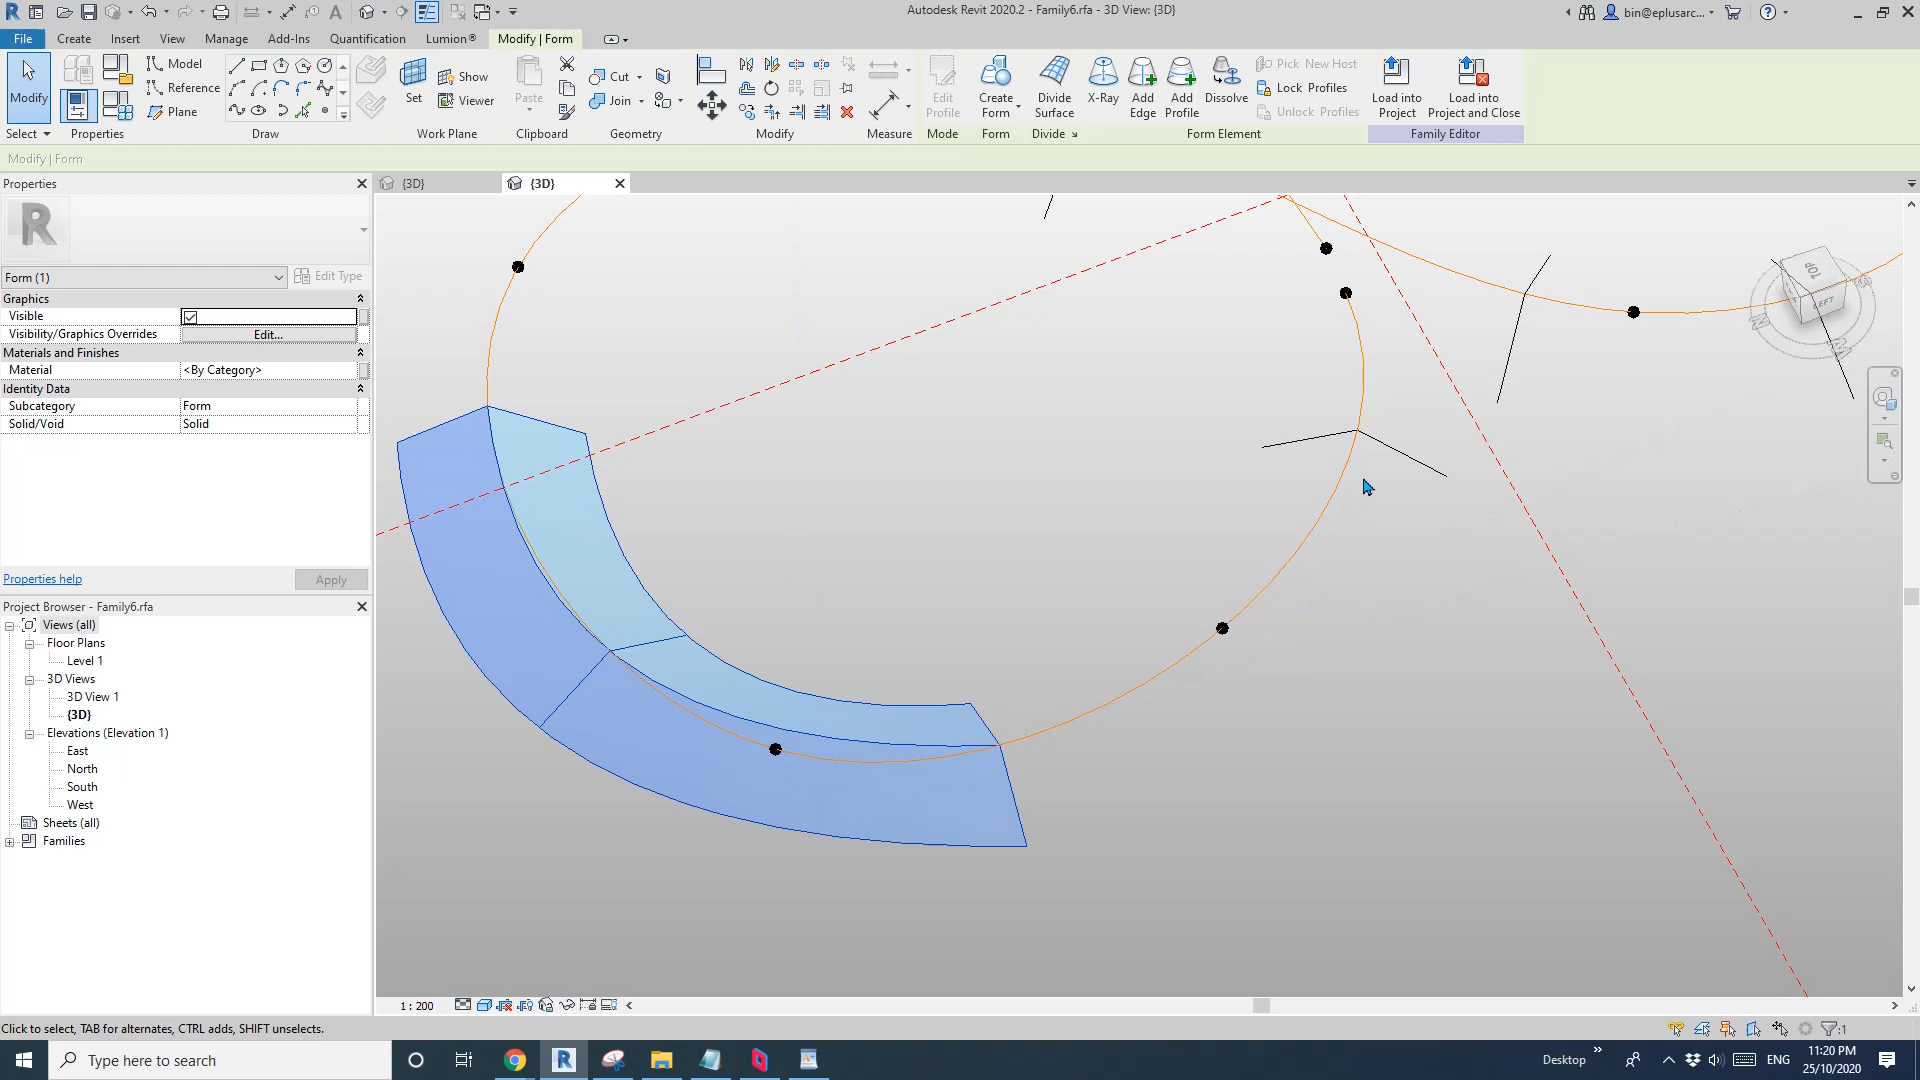 Autodesk Revit 2020.2 - Family6.rfa - 3D View: {3D}
bin@eplusarc...
File Create Insert View Manage Add-Ins Quantification Lumion® Modify | Form
Modify
Select
Properties
Model
Reference
Plane
Draw
Set
Show
Viewer
Work Plane
Paste
Clipboard
Cut
Join
Geometry
Modify
Measure
Edit Profile
Mode
Create Form
Form
Divide Surface
Divide
X-Ray
Add Edge
Add Profile
Dissolve
Pick New Host
Lock Profiles
Unlock Profiles
Form Element
Load into Project
Load into Project and Close
Family Editor
Modify | Form
Properties
{3D}
{3D}
R
Form (1)
Edit Type
Graphics
Visible
Visibility/Graphics Overrides Edit...
Materials and Finishes
Material <By Category>
Identity Data
Subcategory Form
Solid/Void Solid
Properties help
Apply
Project Browser - Family6.rfa
Views (all)
Floor Plans
Level 1
3D Views
3D View 1
{3D}
Elevations (Elevation 1)
East
North
South
West
Sheets (all)
Families
TOP
LEFT
S
N
1 : 200
Click to select, TAB for alternates, CTRL adds, SHIFT unselects.
:1
Type here to search
Desktop
ENG
11:20 PM
25/10/2020